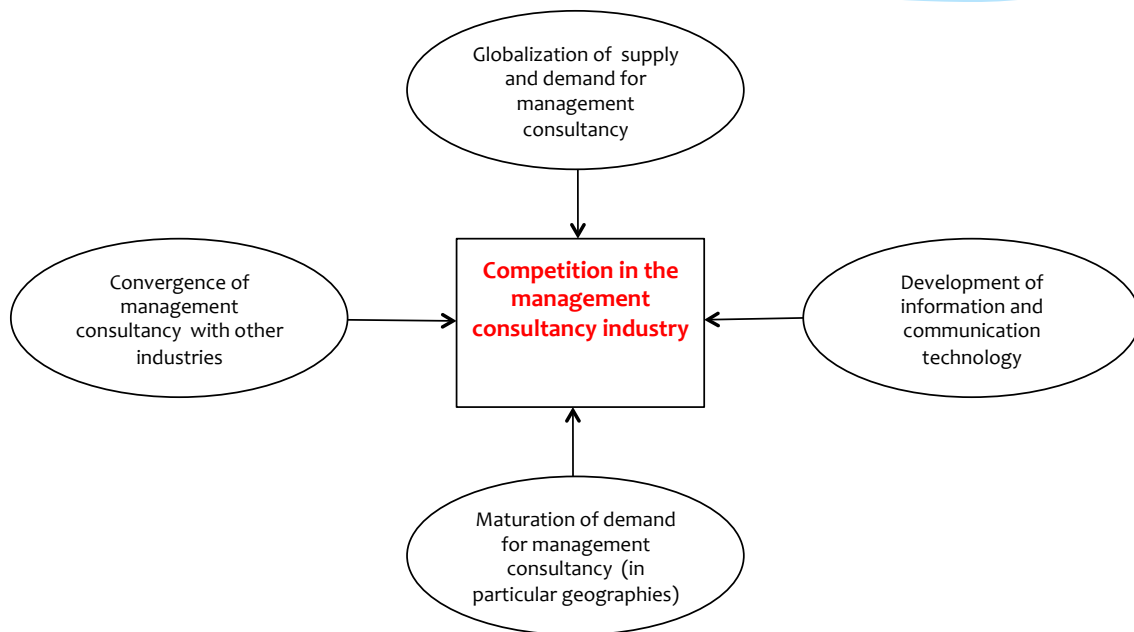 Globalization of supply
and demand for
management
consultancy
Convergence of
management
consultancy with other
industries
Competition in the
management
consultancy industry
Development of
information and
communication
technology
Maturation of demand
for management
consultancy (in
particular geographies)